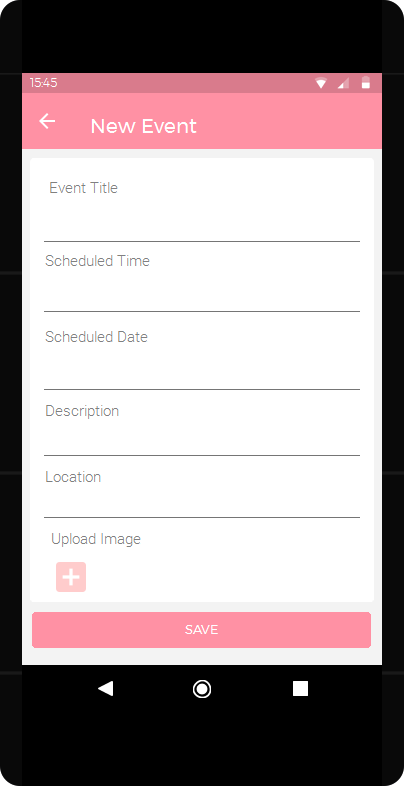 15:45
New Event
Event Title
Scheduled Time
Scheduled Date
Description
Location
Upload Image
SAVE